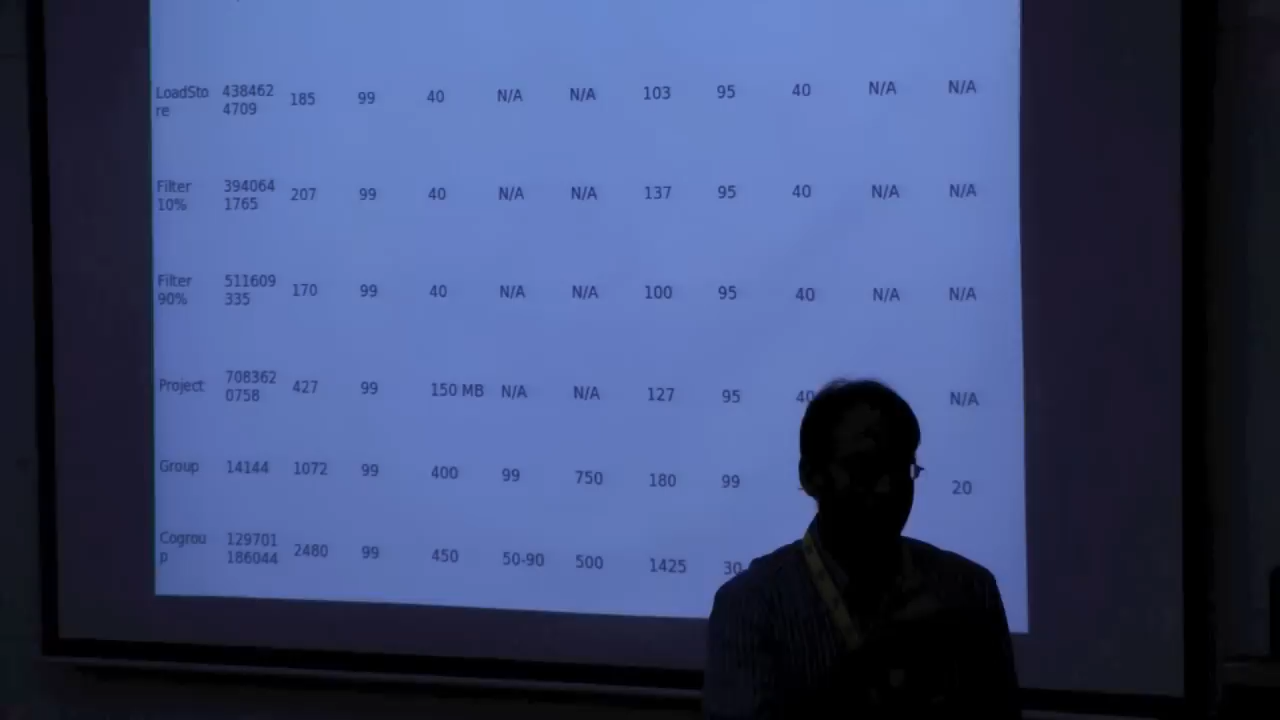 LoadSto
re 438462
4709 185 99 40 N/A N/A 103 95 40 N/A N/A
Filter
10% 394064
1765 207 99 40 N/A N/A 137 95 40 N/A N/A
Filter
90% 511609
335 170 99 40 N/A N/A 100 95 40 N/A N/A
Project 708362
0758 427 99 150 MB N/A N/A 127 95 40 N/A
Group 14144 1072 99 400 99 750 180 99 20
Cogrou
p 129701
186044 2480 99 450 50-90 500 1425 30-